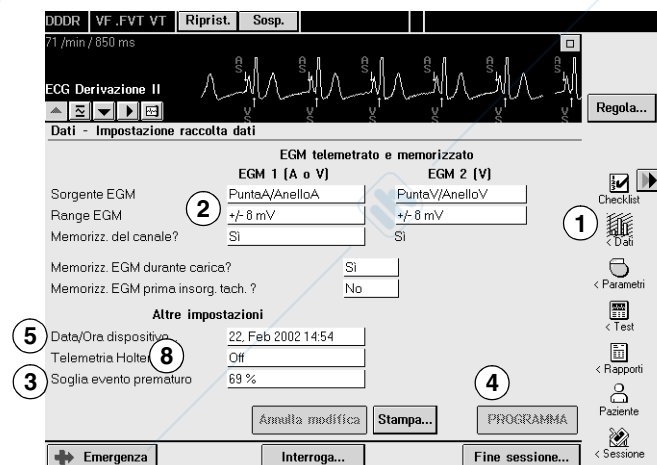 DDDR VF .FVT VT Riprist. Sosp.
71 /min / 850 ms
A S A S A S A S A S
ECG Derivazione II
V S V S V S V S V S
Regola...
Dati - Impostazione raccolta dati
EGM telemetrato e memorizzato
EGM 1 (A o V) EGM 2 (V)
Sorgente EGM PuntaA/AnelloA PuntaV/AnelloV
Range EGM 2 +/- 8 mV +/- 8 mV
Memorizz. del canale? Sì Sì
Memorizz. EGM durante carica? Sì
Memorizz. EGM prima insorg. tach. ? No
Altre impostazioni
5 Data/Ora dispositivo... 22, Feb 2002 14:54
Telemetria Holter 8 Off
3 Soglia evento prematuro 69 %
4
Annulla modifica Stampa... PROGRAMMA
Emergenza Interroga... Fine sessione...
Checklist
1
< Dati
< Parametri
< Test
< Rapporti
Paziente
< Sessione